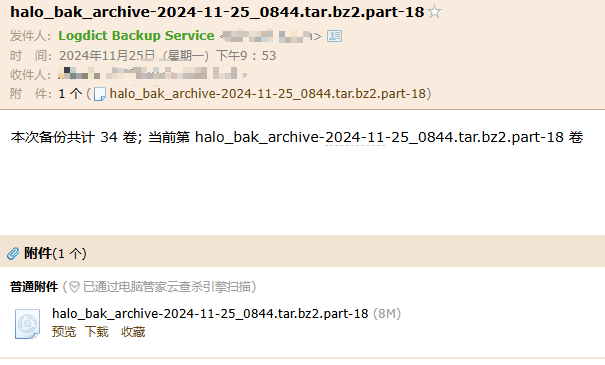 halo_bak_archive-2024-11-25_0844.tar.bz2.part-18
发件人：Logdict Backup Service
时　间：2024年11月25日（星期一）下午9：53
收件人：
附　件：1 个 (halo_bak_archive-2024-11-25_0844.tar.bz2.part-18)
本次备份共计 34 卷; 当前第 halo_bak_archive-2024-11-25_0844.tar.bz2.part-18 卷
附件(1 个)
普通附件 (已通过电脑管家云查杀引擎扫描)
halo_bak_archive-2024-11-25_0844.tar.bz2.part-18 (8M)
预览 下载 收藏